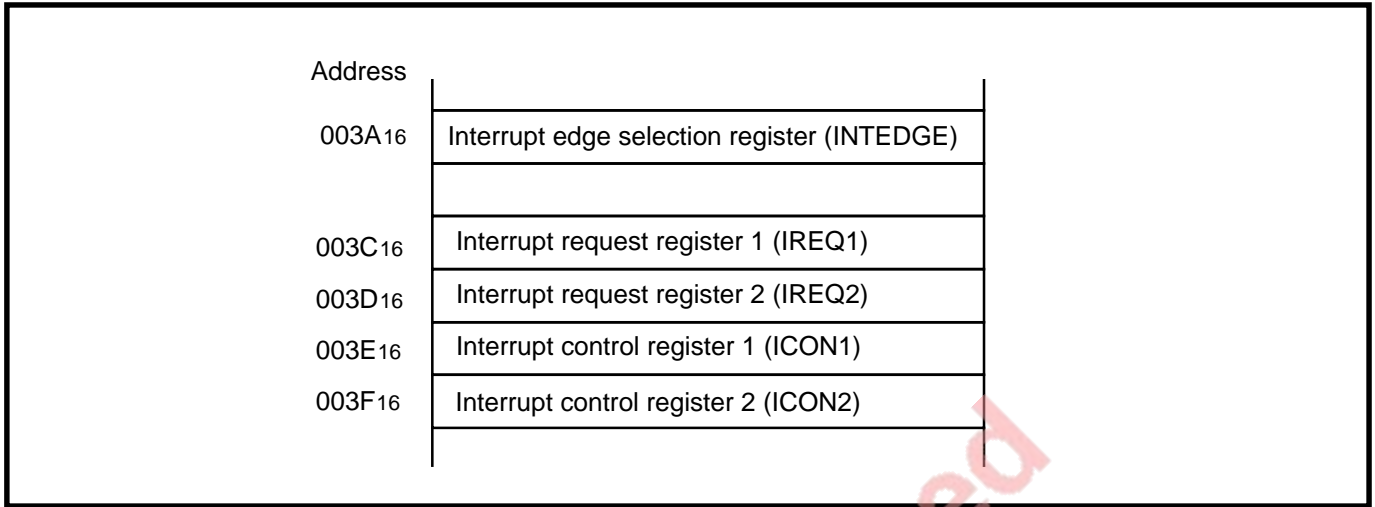 Address
003A16 Interrupt edge selection register (INTEDGE)
003C16 Interrupt request register 1 (IREQ1)
003D16 Interrupt request register 2 (IREQ2)
003E16 Interrupt control register 1 (ICON1)
003F16 Interrupt control register 2 (ICON2)